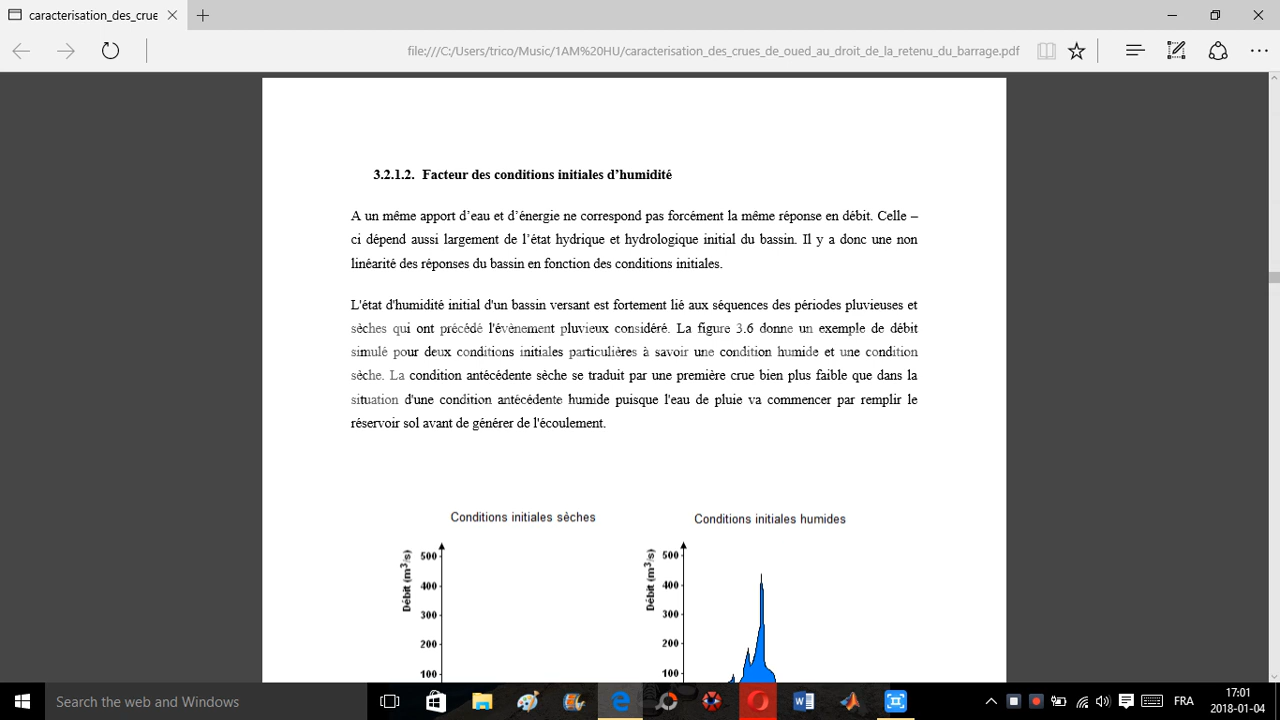 caracterisation_des_crue
file:///C:/Users/trico/Music/1AM%20HU/caracterisation_des_crues_de_oued_au_droit_de_la_retenu_du_barrage.pdf
3.2.1.2. Facteur des conditions initiales d'humidité
A un même apport d'eau et d'énergie ne correspond pas forcément la même réponse en débit. Celle –
ci dépend aussi largement de l'état hydrique et hydrologique initial du bassin. Il y a donc une non
linéarité des réponses du bassin en fonction des conditions initiales.
L'état d'humidité initial d'un bassin versant est fortement lié aux séquences des périodes pluvieuses et
sèches qui ont précédé l'évènement pluvieux considéré. La figure 3.6 donne un exemple de débit
simulé pour deux conditions initiales particulières à savoir une condition humide et une condition
sèche. La condition antécédente sèche se traduit par une première crue bien plus faible que dans la
situation d'une condition antécédente humide puisque l'eau de pluie va commencer par remplir le
réservoir sol avant de générer de l'écoulement.
Conditions initiales sèches
Débit (m³/s)
500
400
300
200
100
Conditions initiales humides
Débit (m³/s)
500
400
300
200
100
Search the web and Windows
FRA
17:01
2018-01-04